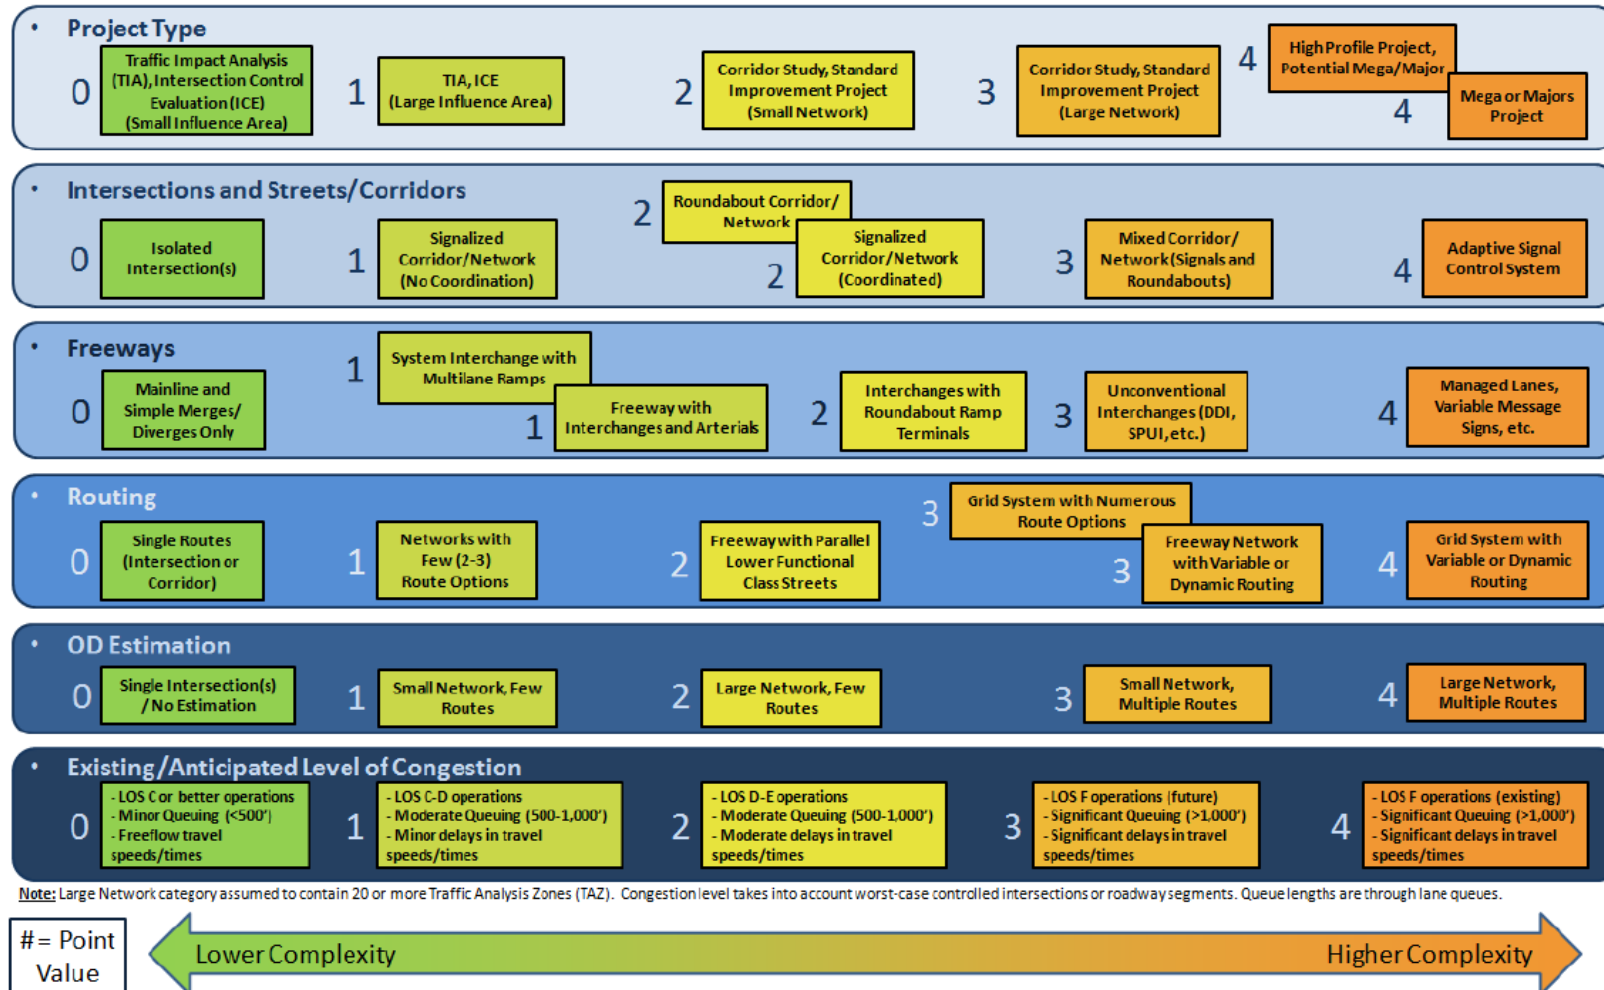 • Project Type
0
Traffic Impact Analysis
(TIA), Intersection Control
Evaluation (ICE)
(Small Influence Area)
1
TIA, ICE
(Large Influence Area)
2
Corridor Study, Standard
Improvement Project
(Small Network)
3
Corridor Study, Standard
Improvement Project
(Large Network)
4
High Profile Project,
Potential Mega/Major
4
Mega or Majors
Project
• Intersections and Streets/Corridors
0
Isolated
Intersection(s)
1
Signalized
Corridor/Network
(No Coordination)
2
Roundabout Corridor/
Network
2
Signalized
Corridor/Network
(Coordinated)
3
Mixed Corridor/
Network (Signals and
Roundabouts)
4
Adaptive Signal
Control System
• Freeways
0
Mainline and
Simple Merges/
Diverges Only
1
System Interchange with
Multilane Ramps
1
Freeway with
Interchanges and Arterials
2
Interchanges with
Roundabout Ramp
Terminals
3
Unconventional
Interchanges (DDI,
SPUI, etc.)
4
Managed Lanes,
Variable Message
Signs, etc.
• Routing
0
Single Routes
(Intersection or
Corridor)
1
Networks with
Few (2-3)
Route Options
2
Freeway with Parallel
Lower Functional
Class Streets
3
Grid System with Numerous
Route Options
3
Freeway Network
with Variable or
Dynamic Routing
4
Grid System with
Variable or Dynamic
Routing
• OD Estimation
0
Single Intersection(s)
/ No Estimation
1
Small Network, Few
Routes
2
Large Network, Few
Routes
3
Small Network,
Multiple Routes
4
Large Network,
Multiple Routes
• Existing/Anticipated Level of Congestion
0
- LOS C or better operations
- Minor Queuing (<500')
- Freeflow travel
speeds/times
1
- LOS C-D operations
- Moderate Queuing (500-1,000')
- Minor delays in travel
speeds/times
2
- LOS D-E operations
- Moderate Queuing (500-1,000')
- Moderate delays in travel
speeds/times
3
- LOS F operations (future)
- Significant Queuing (>1,000')
- Significant delays in travel
speeds/times
4
- LOS F operations (existing)
- Significant Queuing (>1,000')
- Significant delays in travel
speeds/times
Note: Large Network category assumed to contain 20 or more Traffic Analysis Zones (TAZ). Congestion level takes into account worst-case controlled intersections or roadway segments. Queue lengths are through lane queues.
#= Point
Value
Lower Complexity
Higher Complexity